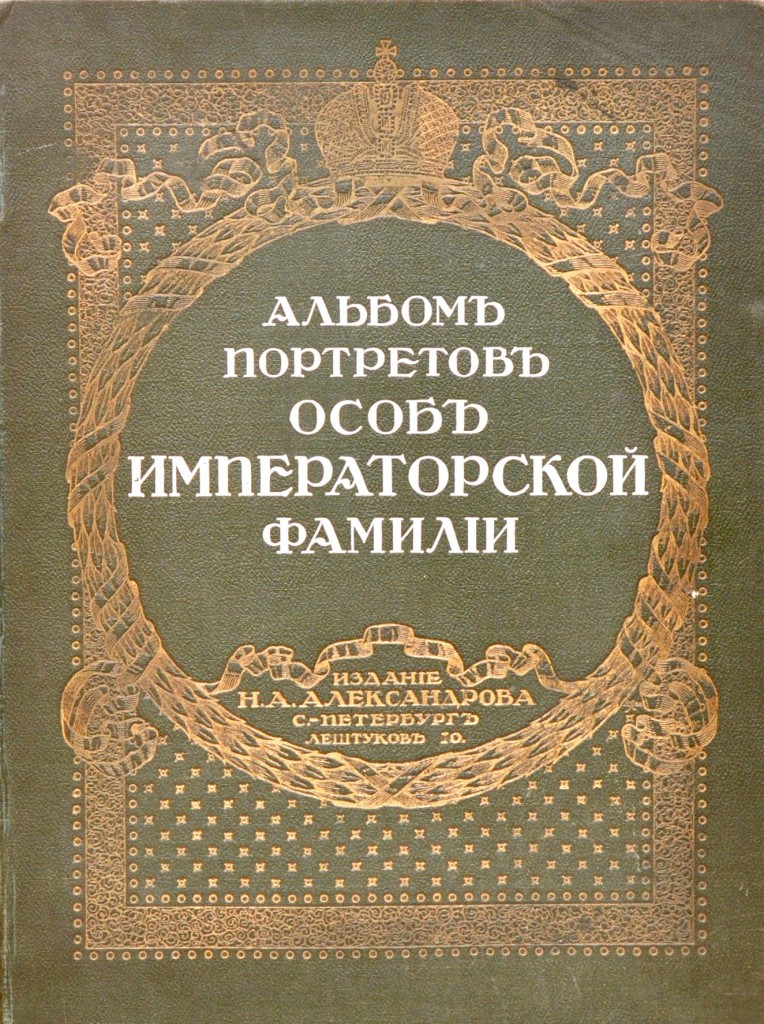 АЛЬБОМЪ
ПОРТРЕТОВЪ
ОСОБЪ
ИМПЕРАТОРСКОЙ
ФАМИЛІИ
ИЗДАНІЕ
Н.А.АЛЕКСАНДРОВА
С.-ПЕТЕРБУРГЪ
ЛЕШТУКОВЪ 10.